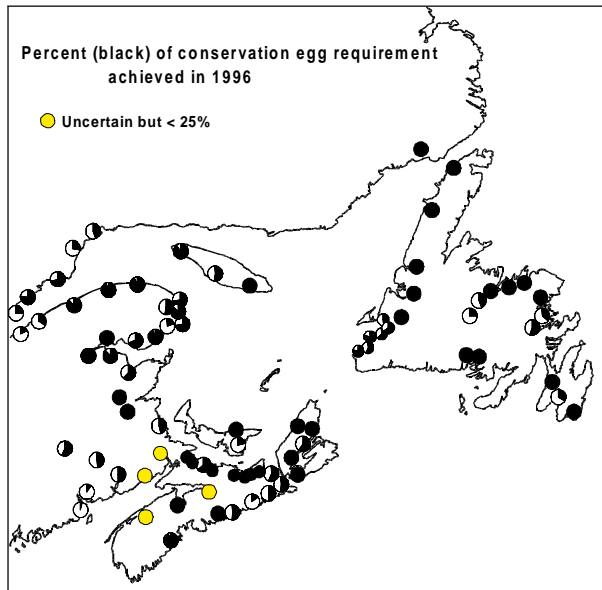 Percent (black) of conservation egg requirement
achieved in 1996
Uncertain but < 25%